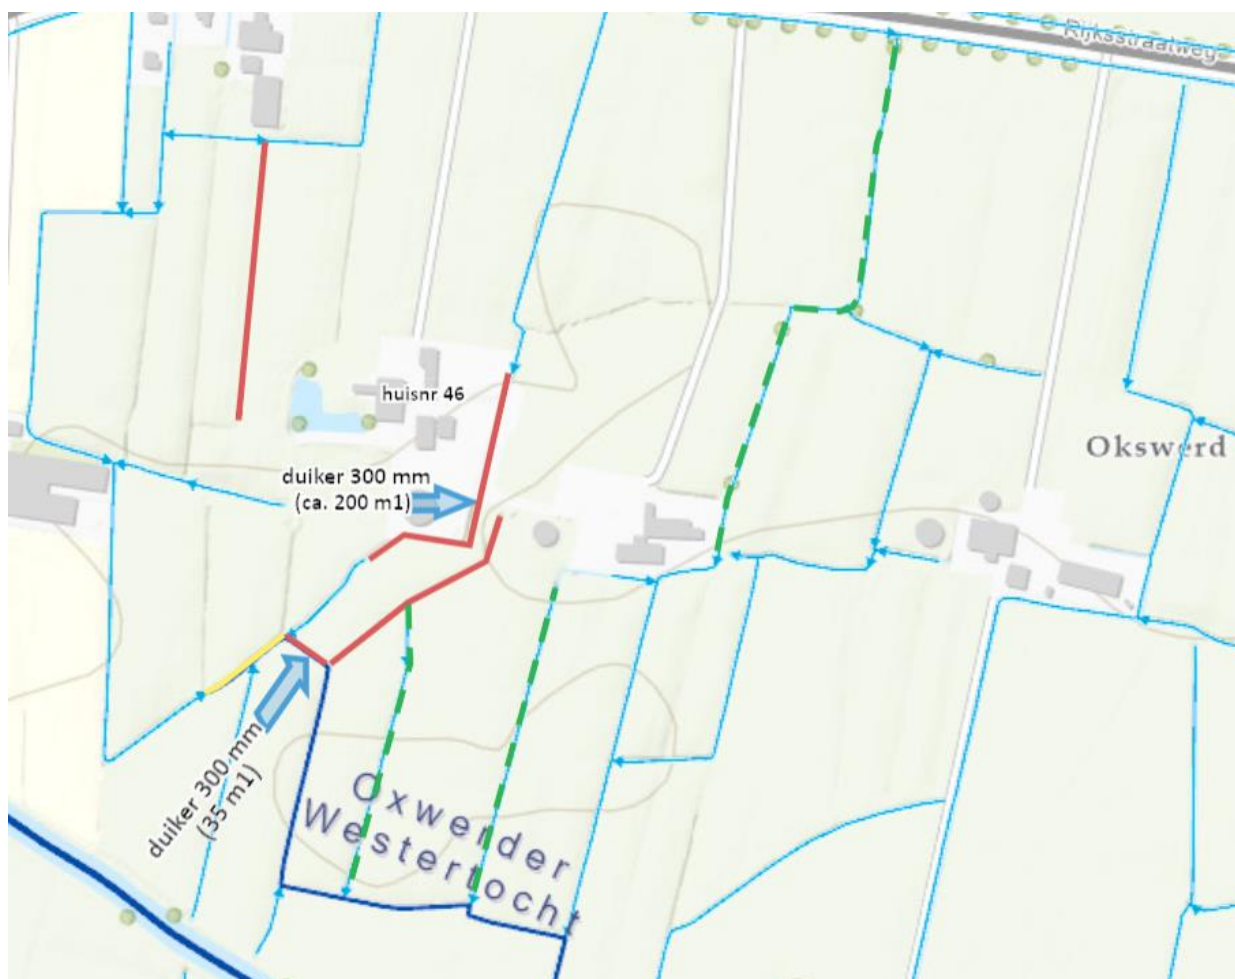 Rijksstraatweg
huisnr 46
Okswerd
duiker 300 mm
(ca. 200 m1)
duiker 300 mm
(35 m1)
Oxwerder
Westertocht